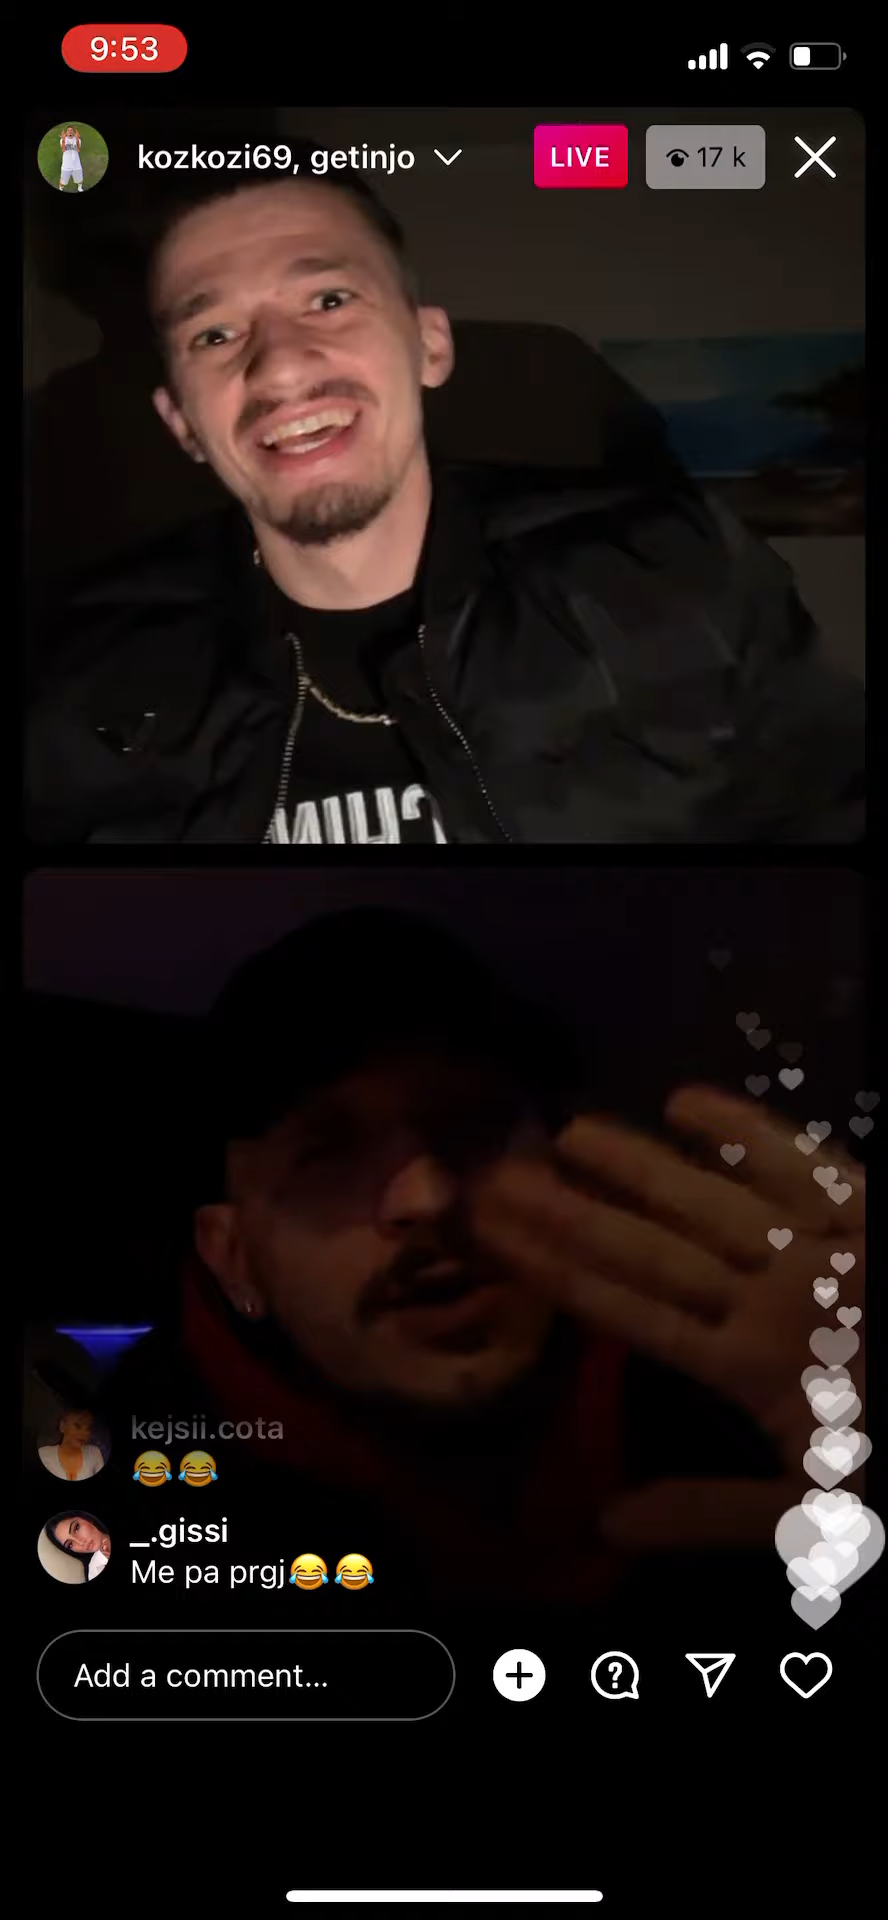 9:53
kozkozi69, getinjo
LIVE
17 k
kejsii.cota
😂😂
_.gissi
Me pa prgj😂😂
Add a comment...